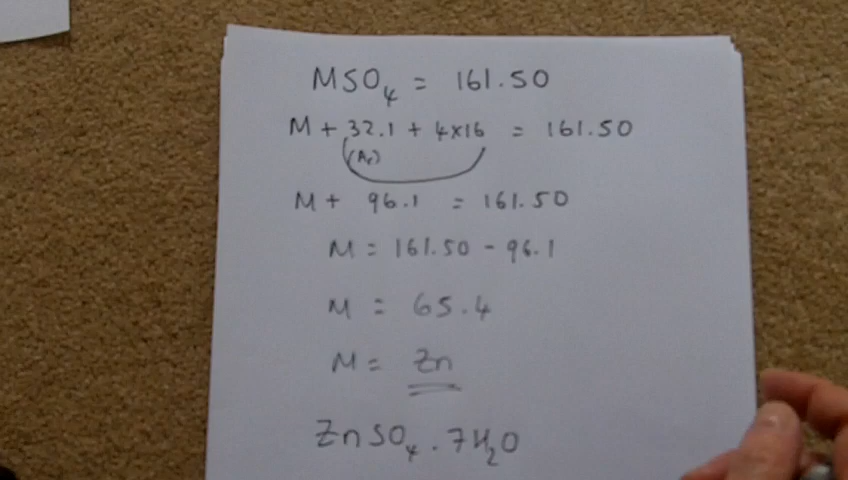 MSO₄ = 161.50
M + 32.1 + 4x16 = 161.50
(Ar)
M + 96.1 = 161.50
M = 161.50 - 96.1
M = 65.4
M = Zn
ZnSO₄.7H₂O